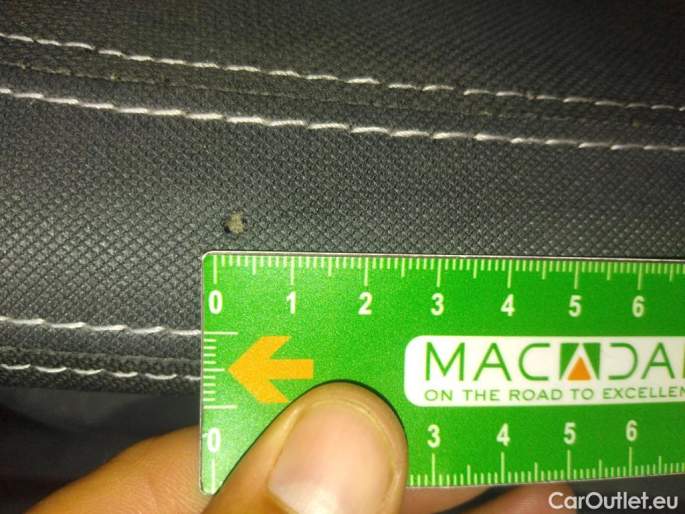 0 1 2 3 4 5 6
MACADA
ON THE ROAD TO EXCELLEN
0 3 4 5 6
CarOutlet.eu